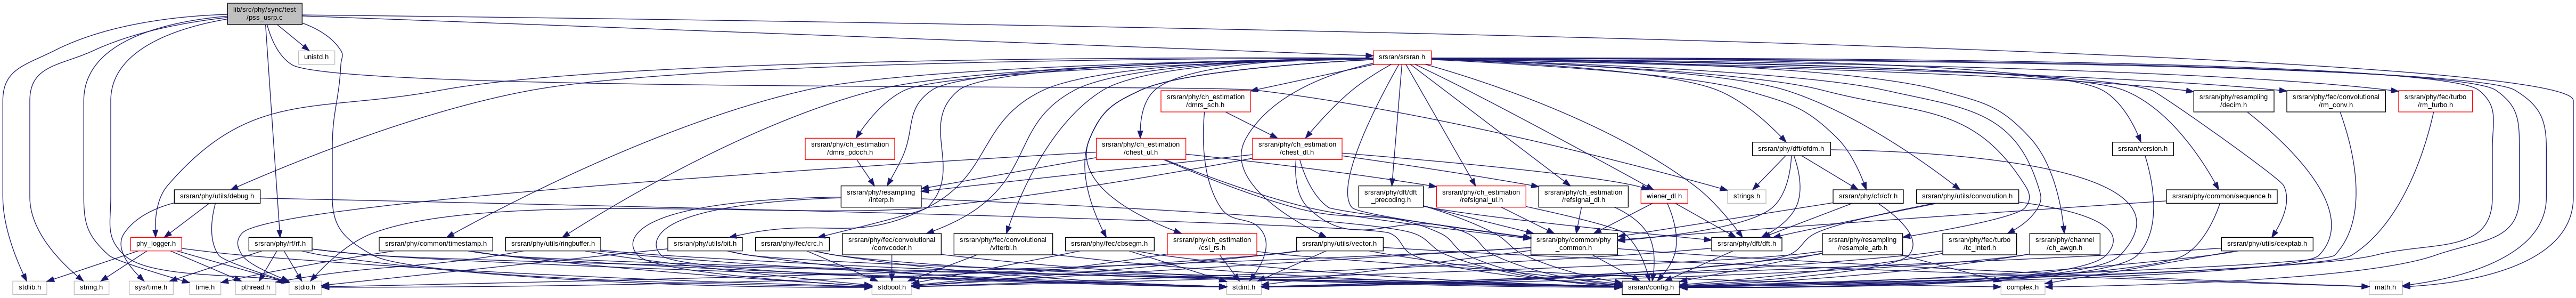 lib/src/phy/sync/test
/pss_usrp.c
unistd.h
srsran/srsran.h
srsran/phy/ch_estimation
/dmrs_sch.h
srsran/phy/resampling
/decim.h
srsran/phy/fec/convolutional
/rm_conv.h
srsran/phy/fec/turbo
/rm_turbo.h
srsran/phy/ch_estimation
/dmrs_pdcch.h
srsran/phy/ch_estimation
/chest_ul.h
srsran/phy/ch_estimation
/chest_dl.h
srsran/phy/dft/ofdm.h
srsran/version.h
srsran/phy/utils/debug.h
srsran/phy/resampling
/interp.h
srsran/phy/dft/dft
_precoding.h
srsran/phy/ch_estimation
/refsignal_ul.h
srsran/phy/ch_estimation
/refsignal_dl.h
wiener_dl.h
strings.h
srsran/phy/cfr/cfr.h
srsran/phy/utils/convolution.h
srsran/phy/common/sequence.h
phy_logger.h
srsran/phy/rf/rf.h
srsran/phy/common/timestamp.h
srsran/phy/utils/ringbuffer.h
srsran/phy/utils/bit.h
srsran/phy/fec/crc.h
srsran/phy/fec/convolutional
/convcoder.h
srsran/phy/fec/convolutional
/viterbi.h
srsran/phy/fec/cbsegm.h
srsran/phy/ch_estimation
/csi_rs.h
srsran/phy/utils/vector.h
srsran/phy/common/phy
_common.h
srsran/phy/dft/dft.h
srsran/phy/resampling
/resample_arb.h
srsran/phy/fec/turbo
/tc_interl.h
srsran/phy/channel
/ch_awgn.h
srsran/phy/utils/cexptab.h
stdlib.h
string.h
sys/time.h
time.h
pthread.h
stdio.h
stdbool.h
stdint.h
srsran/config.h
complex.h
math.h